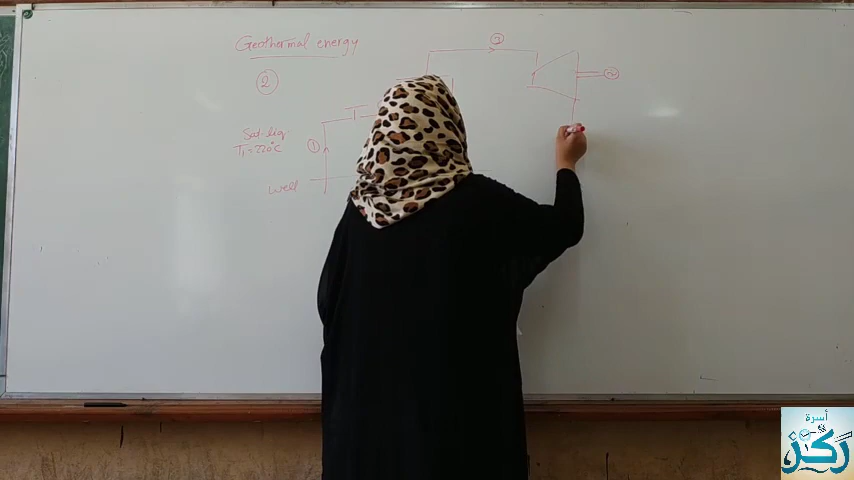 Geothermal energy
2
3
Sat-liq.
T₁=220°C
1
well
أسرة
رَكّز